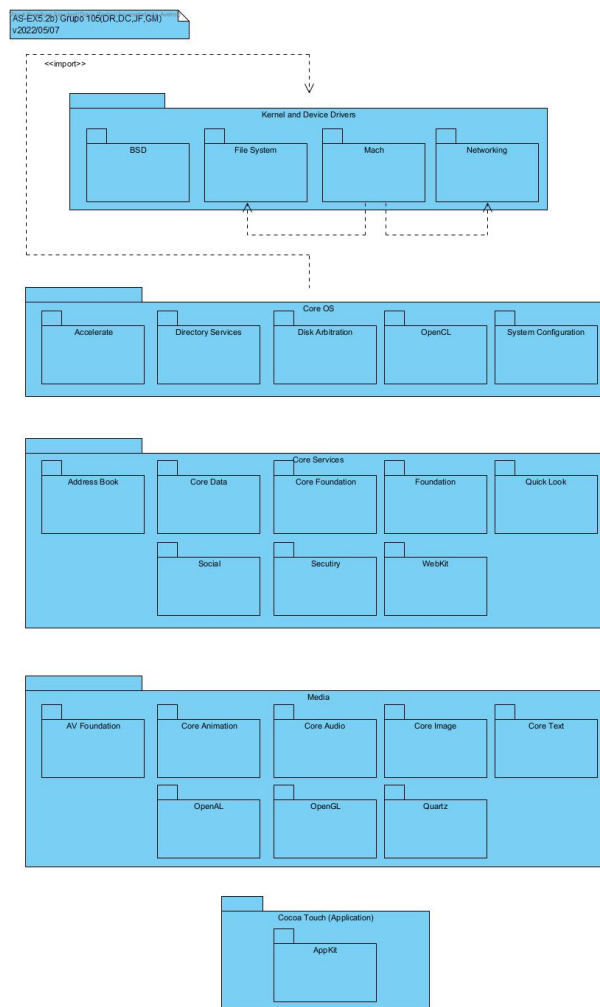 AS-EX5.2b) Grupo 105(DR,DC,JF,GM)
v2022/05/07
<<import>>
Kernel and Device Drivers
BSD
File System
Mach
Networking
Core OS
Accelerate
Directory Services
Disk Arbitration
OpenCL
System Configuration
Core Services
Address Book
Core Data
Core Foundation
Foundation
Quick Look
Social
Secutiry
WebKit
Media
AV Foundation
Core Animation
Core Audio
Core Image
Core Text
OpenAL
OpenGL
Quartz
Cocoa Touch (Application)
AppKit